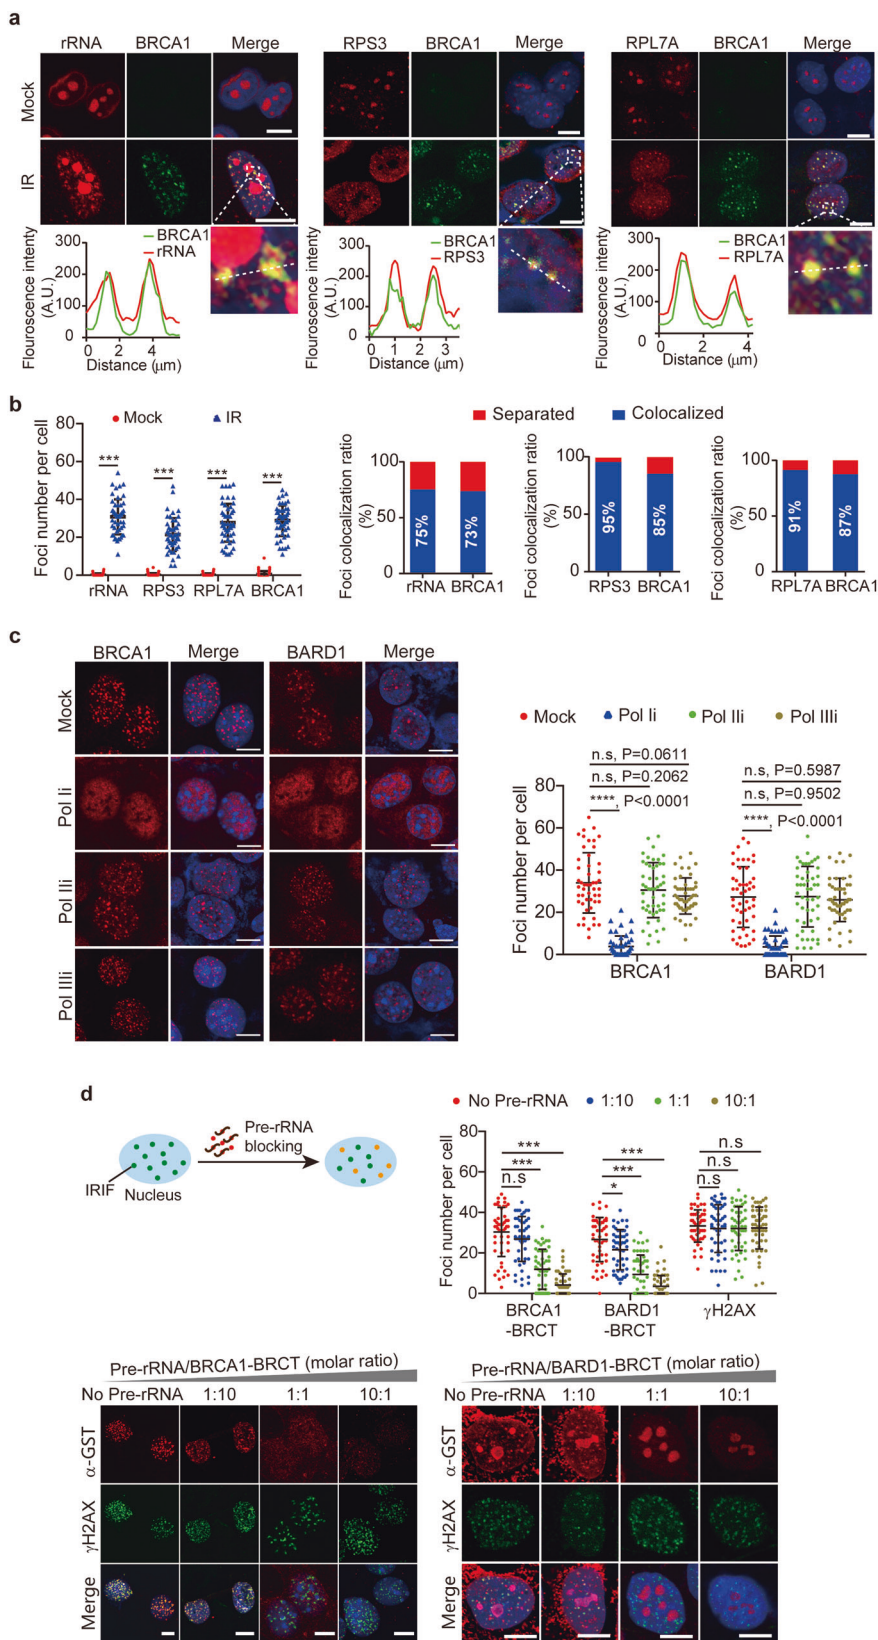 a
rRNA BRCA1 Merge
RPS3 BRCA1 Merge
RPL7A BRCA1 Merge
Mock
IR
Flouroscence intenty
(A.U.)
300
200
100
0
BRCA1
rRNA
0 2 4
Distance (μm)
Flouroscence intenty
(A.U.)
300
200
100
0
BRCA1
RPS3
0 1 2 3
Distance (μm)
Flouroscence intenty
(A.U.)
300
200
100
0
BRCA1
RPL7A
0 2 4
Distance (μm)
b
Mock IR
Foci number per cell
80
60
40
20
0
*** *** *** ***
rRNA RPS3 RPL7A BRCA1
Separated Colocalized
Foci colocalization ratio
(%)
100
50
0
75% 73%
rRNA BRCA1
Foci colocalization ratio
(%)
100
50
0
95% 85%
RPS3 BRCA1
Foci colocalization ratio
(%)
100
50
0
91% 87%
RPL7A BRCA1
c
BRCA1 Merge BARD1 Merge
Mock
Pol Ii
Pol IIi
Pol IIIi
Mock Pol Ii Pol IIi Pol IIIi
Foci number per cell
80
60
40
20
0
n.s, P=0.0611
n.s, P=0.2062
****, P<0.0001
n.s, P=0.5987
n.s, P=0.9502
****, P<0.0001
BRCA1 BARD1
d
Pre-rRNA
blocking
IRIF
Nucleus
No Pre-rRNA 1:10 1:1 10:1
Foci number per cell
80
60
40
20
0
***
***
n.s
***
***
*
n.s
n.s
n.s
BRCA1
-BRCT
BARD1
-BRCT
γH2AX
Pre-rRNA/BRCA1-BRCT (molar ratio)
No Pre-rRNA 1:10 1:1 10:1
α-GST
γH2AX
Merge
Pre-rRNA/BARD1-BRCT (molar ratio)
No Pre-rRNA 1:10 1:1 10:1
α-GST
γH2AX
Merge